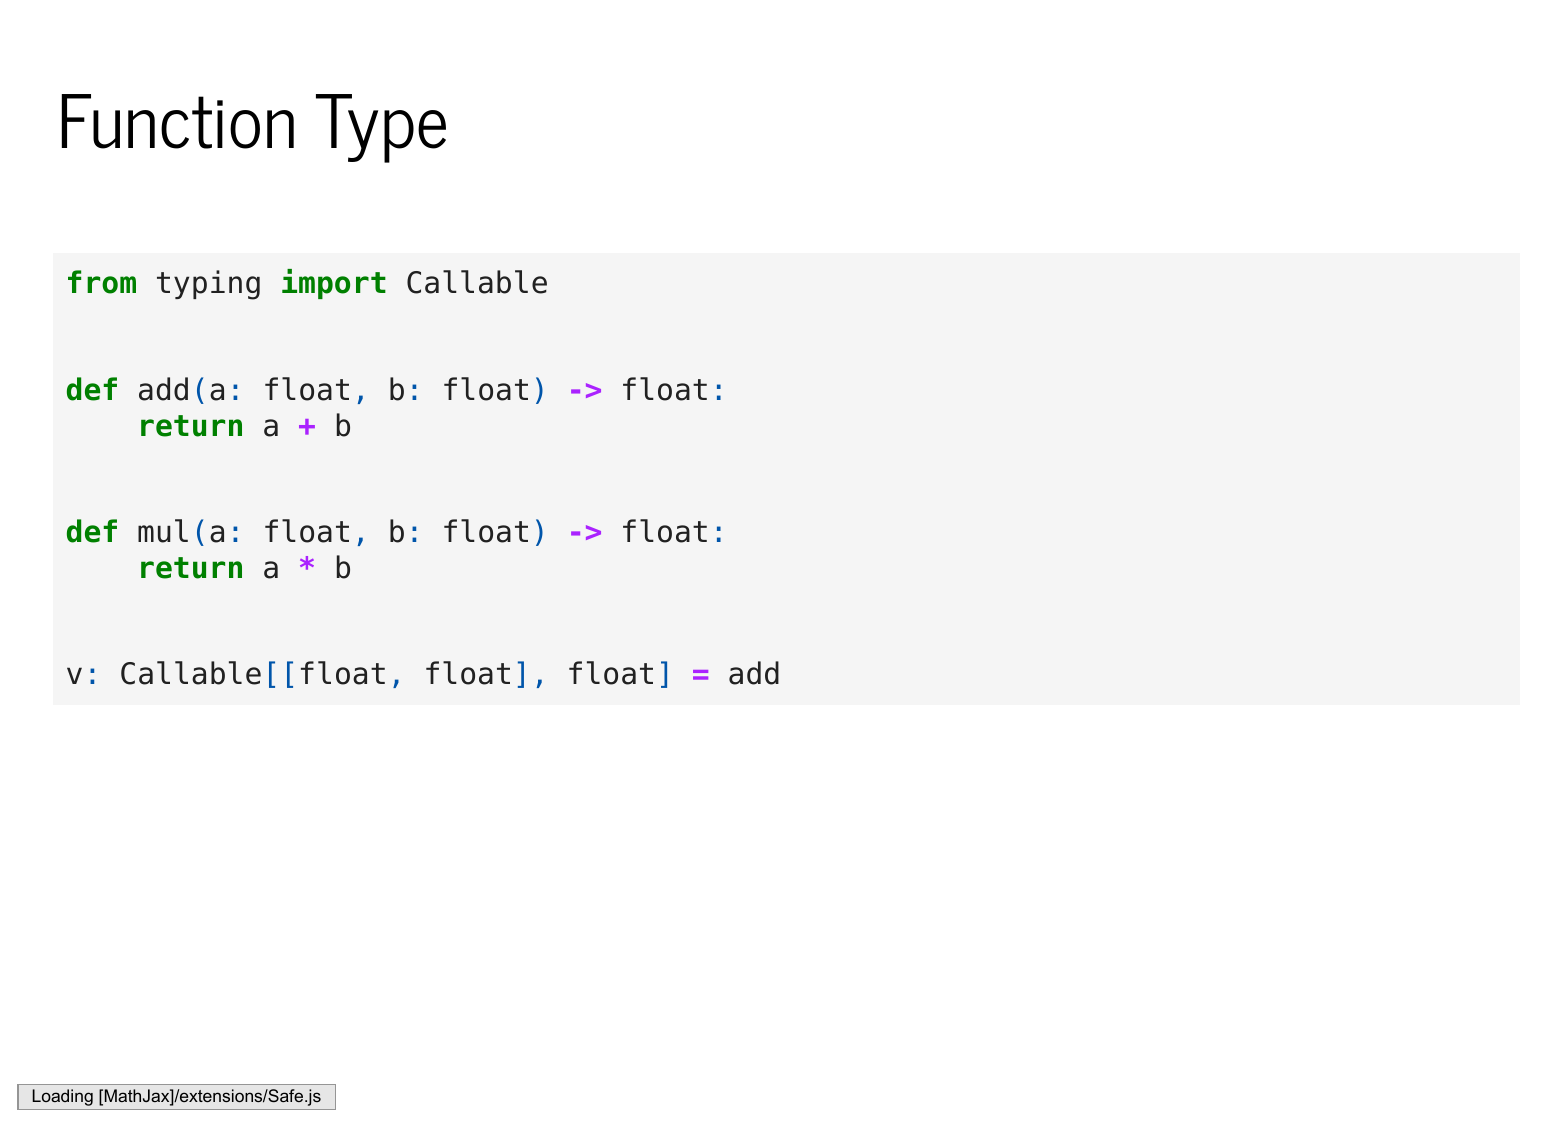 Function Type
from typing import Callable
def add(a: float, b: float) -> float:
    return a + b
def mul(a: float, b: float) -> float:
    return a * b
v: Callable[[float, float], float] = add
Loading [MathJax]/extensions/Safe.js